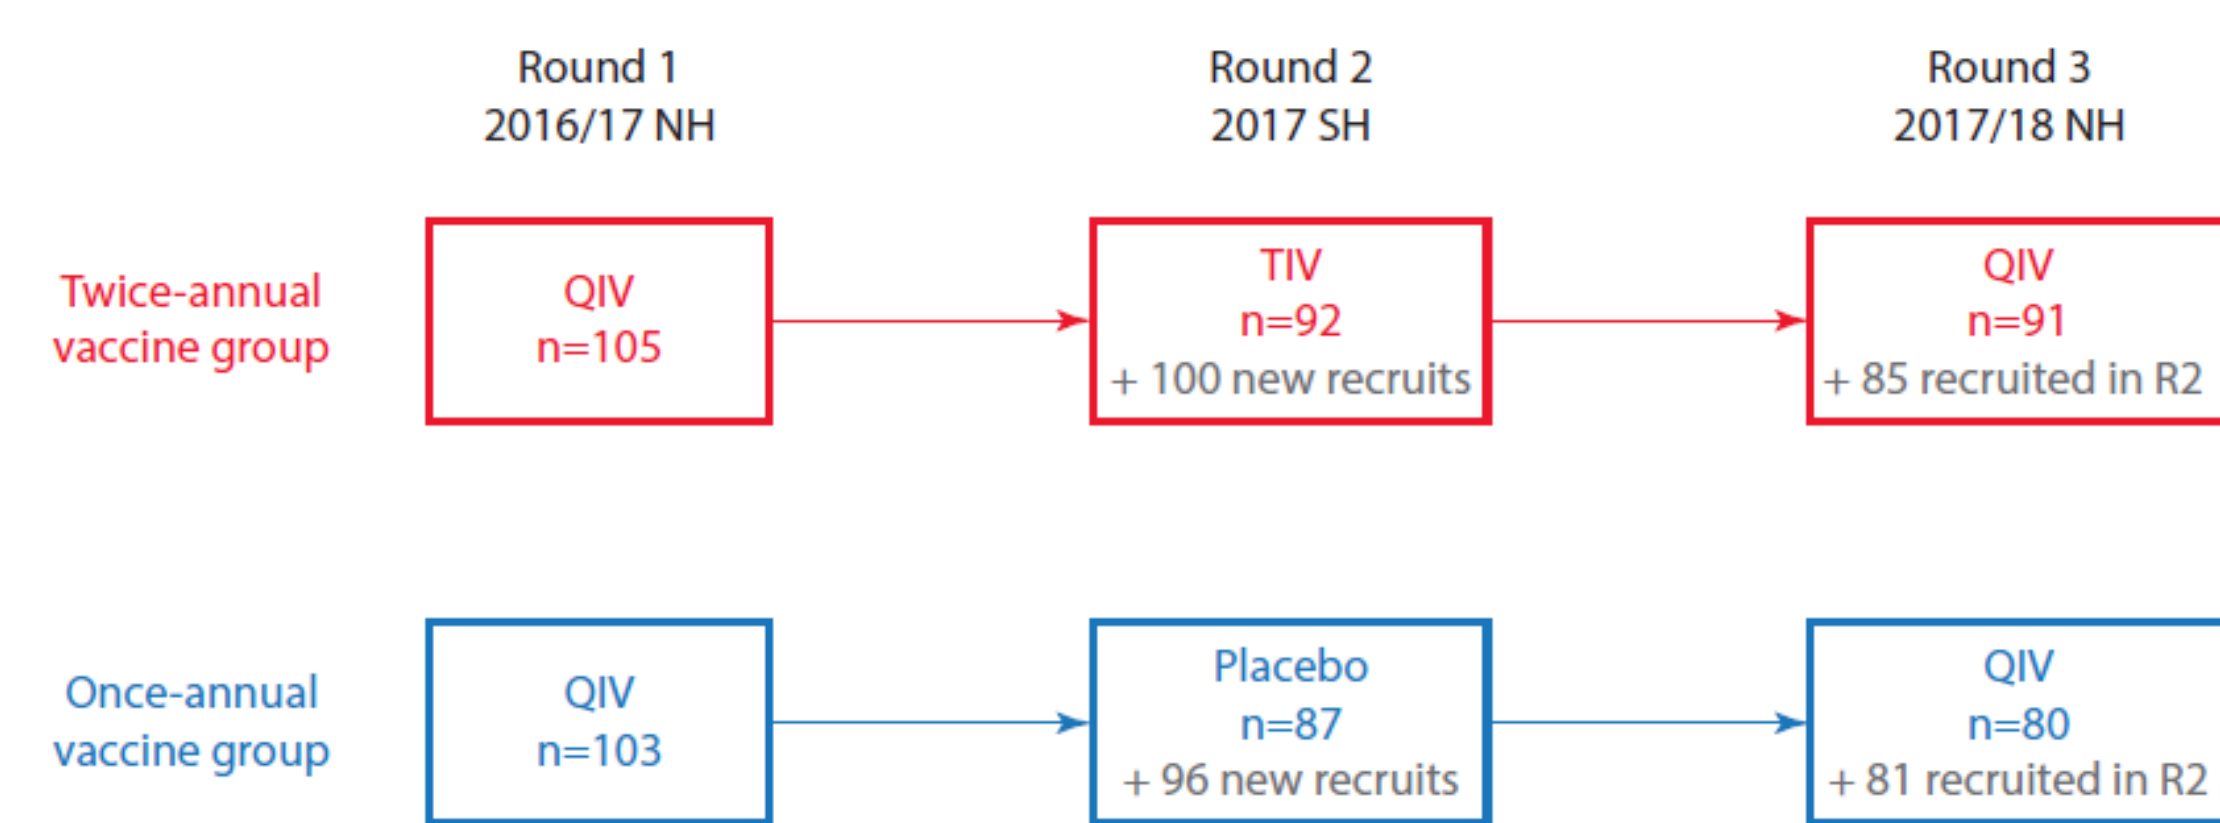 Round 1
2016/17 NH
Round 2
2017 SH
Round 3
2017/18 NH
Twice-annual
vaccine group
QIV
n=105
TIV
n=92
+ 100 new recruits
QIV
n=91
+ 85 recruited in R2
Once-annual
vaccine group
QIV
n=103
Placebo
n=87
+ 96 new recruits
QIV
n=80
+ 81 recruited in R2